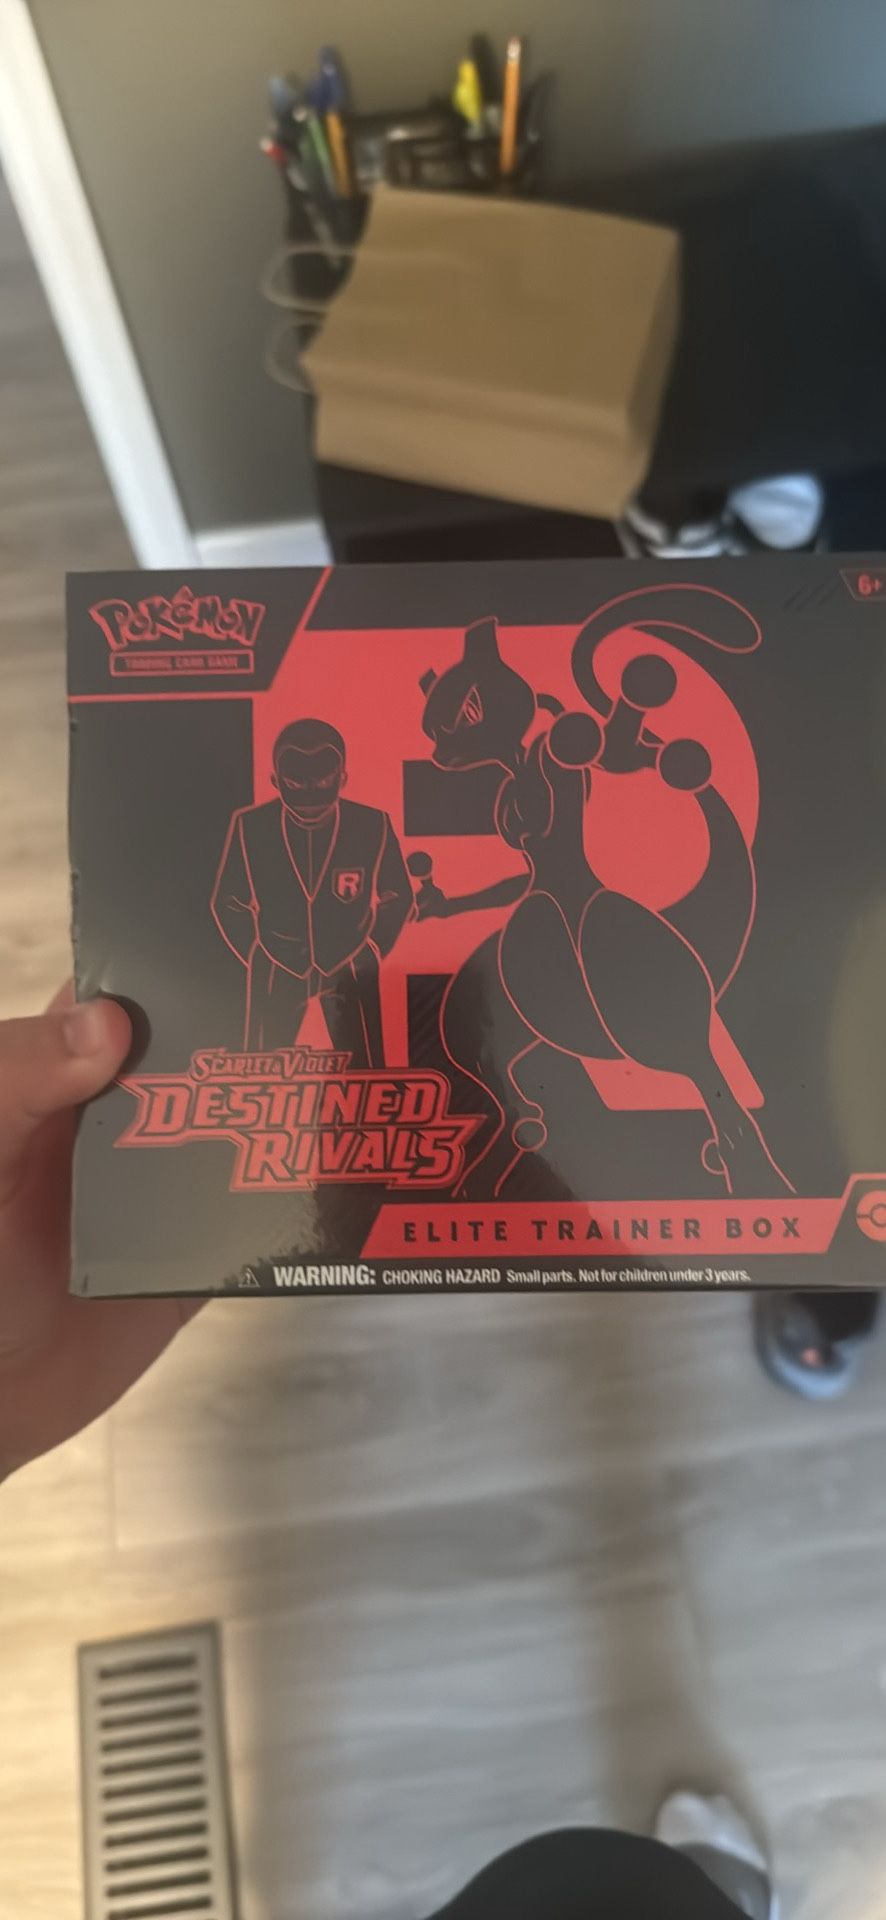 POKéMON
TRADING CARD GAME
6+
R
SCARLET & VIOLET
DESTINED
RIVALS
ELITE TRAINER BOX
WARNING: CHOKING HAZARD Small parts. Not for children under 3 years.